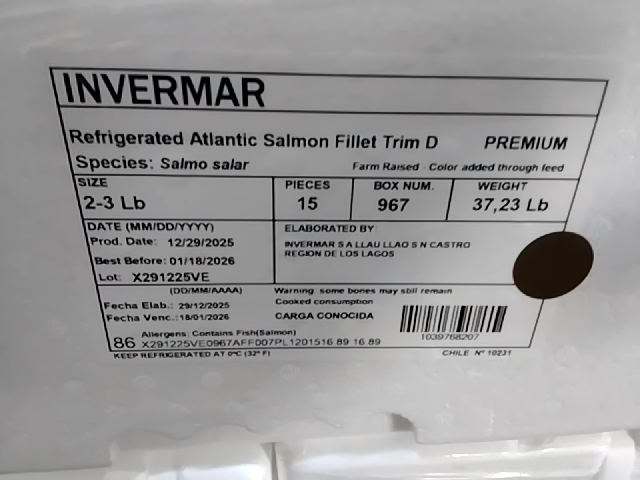 INVERMAR
Refrigerated Atlantic Salmon Fillet Trim D PREMIUM
Species: Salmo salar Farm Raised - Color added through feed
SIZE PIECES BOX NUM. WEIGHT
2-3 Lb 15 967 37,23 Lb
DATE (MM/DD/YYYY) ELABORATED BY
Prod. Date: 12/29/2025 INVERMAR S A LLAU LLAO S N CASTRO
REGION DE LOS LAGOS
Best Before: 01/18/2026
Lot: X291225VE
(DD/MM/AAAA) Warning: some bones may still remain
Fecha Elab.: 29/12/2025 Cooked consumption
Fecha Venc.: 18/01/2026 CARGA CONOCIDA
Allergens: Contains Fish(Salmon) 1039768207
86 X291225VE0967AFF007PL1201516 89 16.89
KEEP REFRIGERATED AT 0ºC (32º F) CHILE Nº 10231